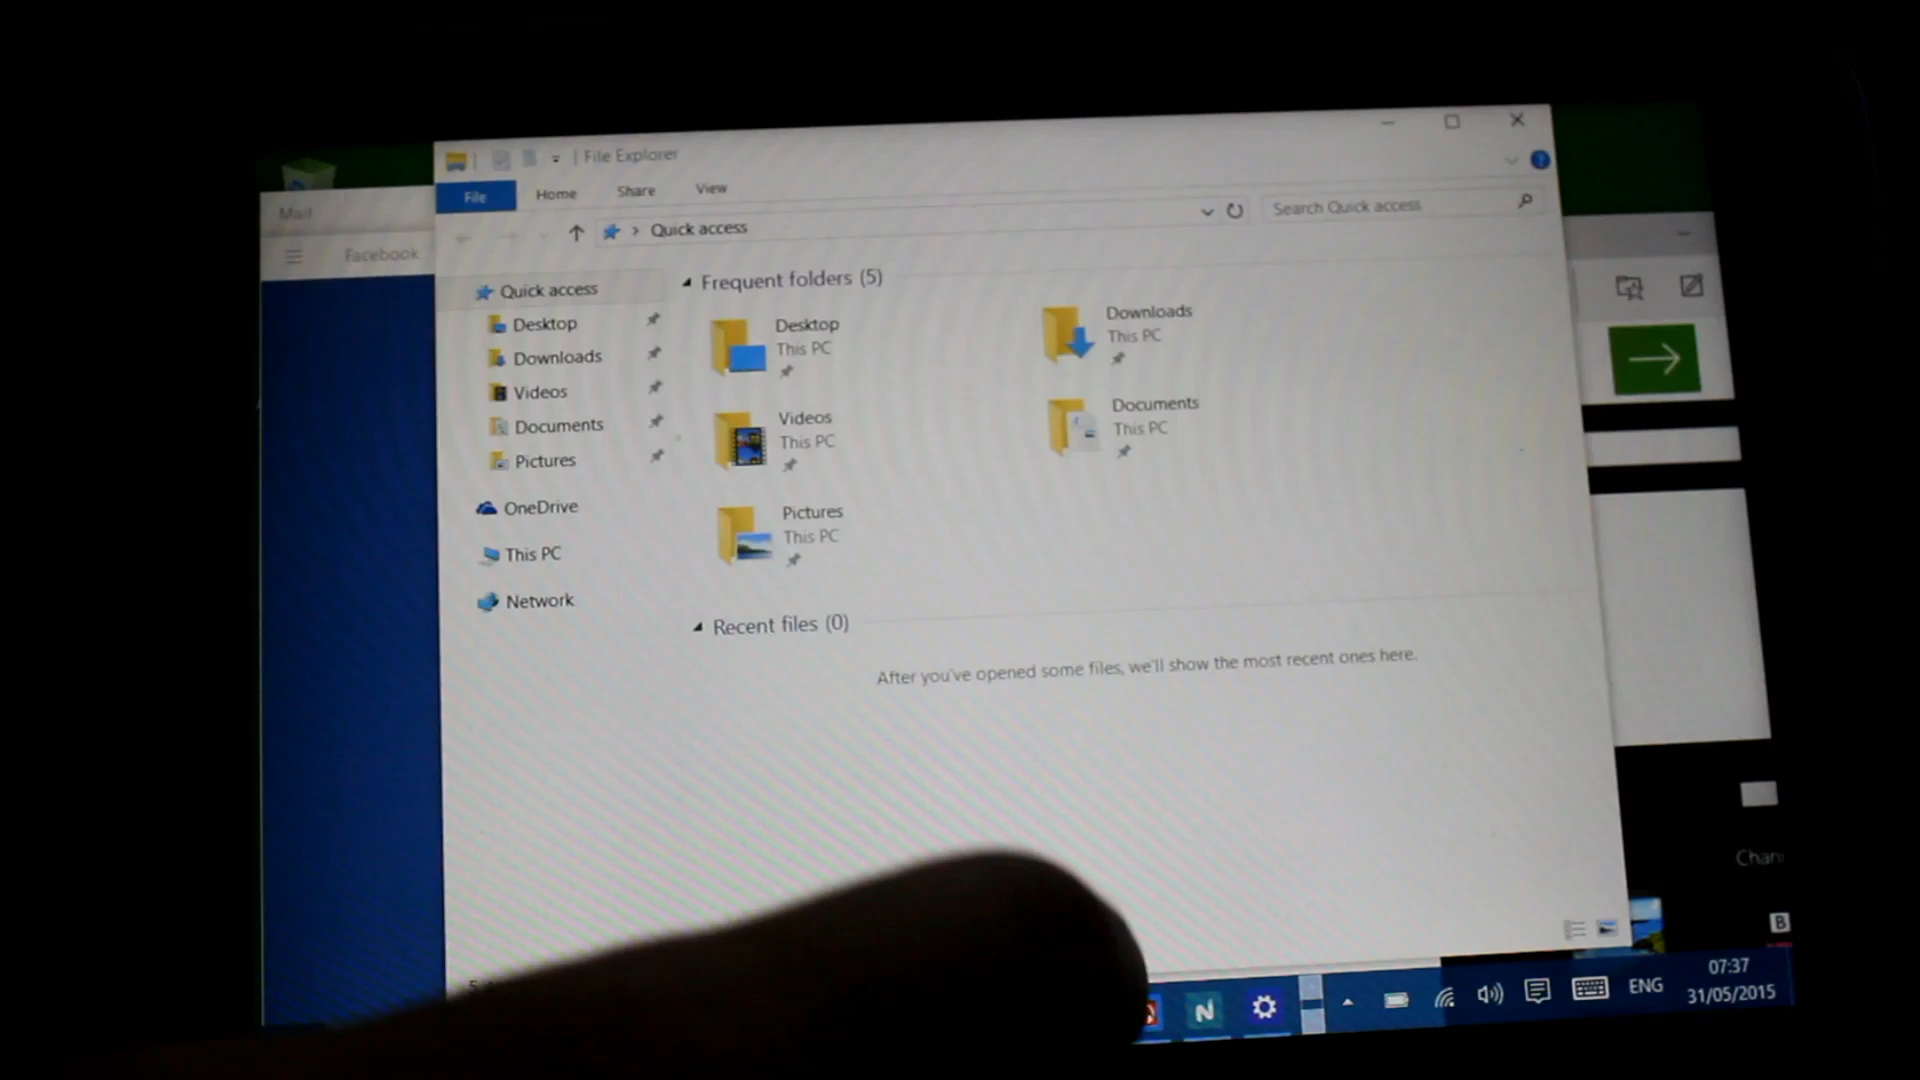 File Explorer
File Home Share View
Quick access
Search Quick access
Mail
Facebook
Quick access
Desktop
Downloads
Videos
Documents
Pictures
OneDrive
This PC
Network
Frequent folders (5)
Desktop
This PC
Downloads
This PC
Videos
This PC
Documents
This PC
Pictures
This PC
Recent files (0)
After you've opened some files, we'll show the most recent ones here.
B
N
ENG
07:37
31/05/2015